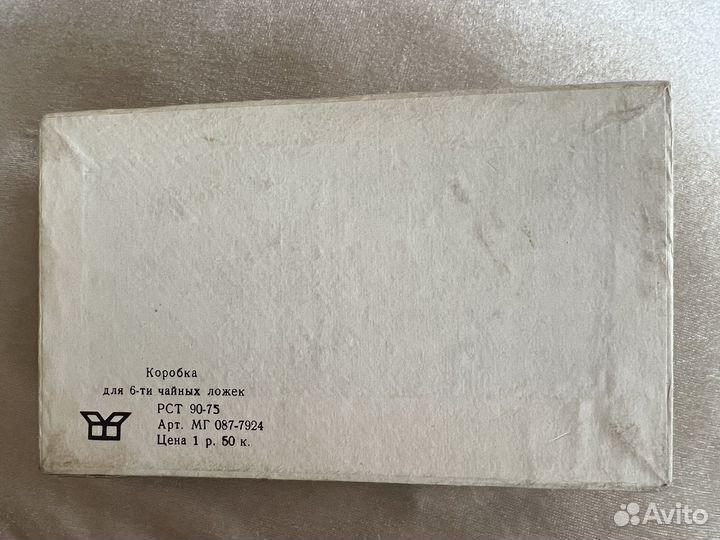 Коробка
для 6-ти чайных ложек
РСТ 90-75
Арт. МГ 087-7924
Цена 1 р. 50 к.
Avito